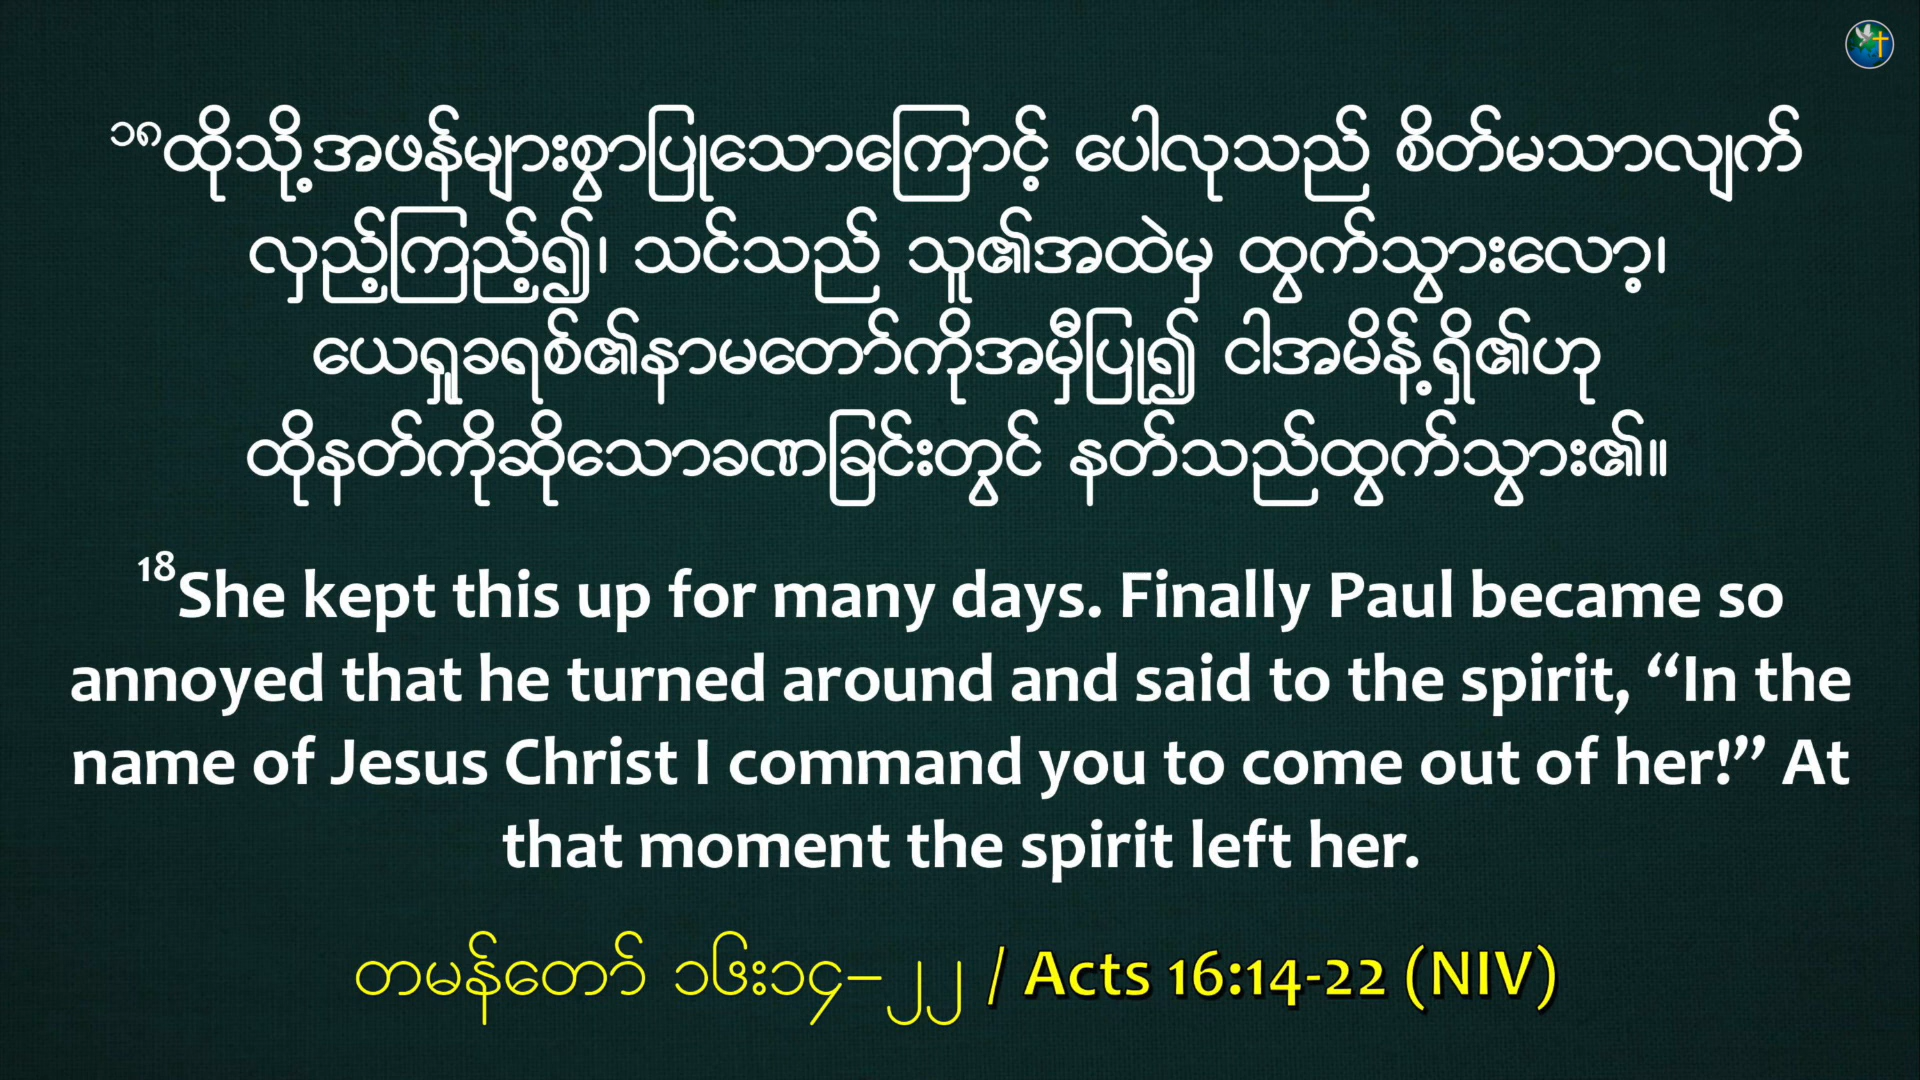 ၁၈ထိုသို့အဖန်များစွာပြုသောကြောင့် ပေါလုသည် စိတ်မသာလျက်
လှည့်ကြည့်၍၊ သင်သည် သူ၏အထဲမှ ထွက်သွားလော့၊
ယေရှုခရစ်၏နာမတော်ကိုအမှီပြု၍ ငါအမိန့်ရှိ၏ဟု
ထိုနတ်ကိုဆိုသောခဏခြင်းတွင် နတ်သည်ထွက်သွား၏။
18She kept this up for many days. Finally Paul became so
annoyed that he turned around and said to the spirit, “In the
name of Jesus Christ I command you to come out of her!” At
that moment the spirit left her.
တမန်တော် ၁၆း၁၄–၂၂ / Acts 16:14-22 (NIV)